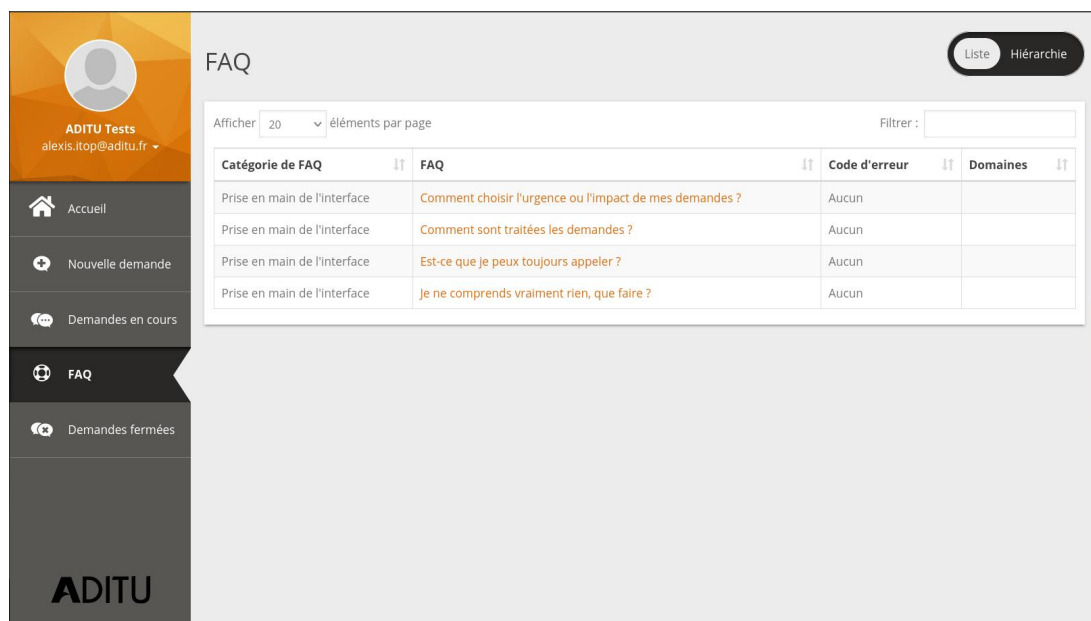 FAQ
Liste Hiérarchie
ADITU Tests
alexis.itop@aditu.fr
Accueil
Nouvelle demande
Demandes en cours
FAQ
Demandes fermées
ADITU
Afficher 20 éléments par page
Filtrer :
Catégorie de FAQ FAQ Code d'erreur Domaines
Prise en main de l'interface Comment choisir l'urgence ou l'impact de mes demandes ? Aucun
Prise en main de l'interface Comment sont traitées les demandes ? Aucun
Prise en main de l'interface Est-ce que je peux toujours appeler ? Aucun
Prise en main de l'interface Je ne comprends vraiment rien, que faire ? Aucun